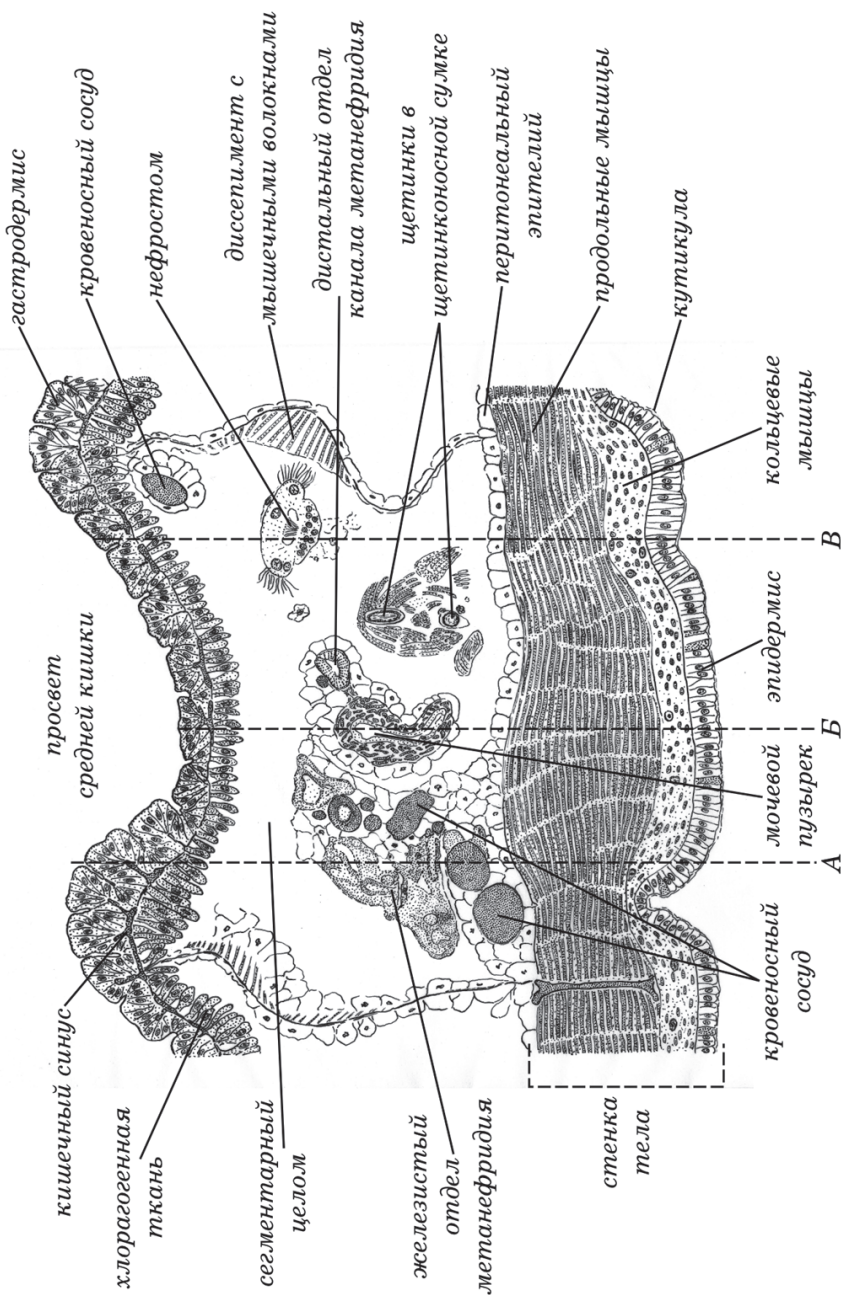 гастродермис
кровеносный сосуд
нефростом
диссепимент с
мышечными волокнами
дистальный отдел
канала метанефридия
щетинки в
щетинконосной сумке
перитонеальный
эпителий
продольные мышцы
кутикула
кольцевые
мышцы
просвет
средней кишки
эпидермис
мочевой
пузырек
В
Б
А
кишечный синус
хлорагогенная
ткань
сегментарный
целом
железистый
отдел
метанефридия
стенка
тела
кровеносный
сосуд